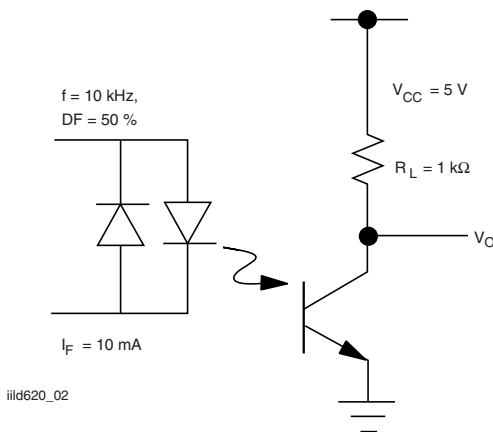 f = 10 kHz,
DF = 50 %
V_CC = 5 V
R_L = 1 kΩ
V_O
I_F = 10 mA
iild620_02